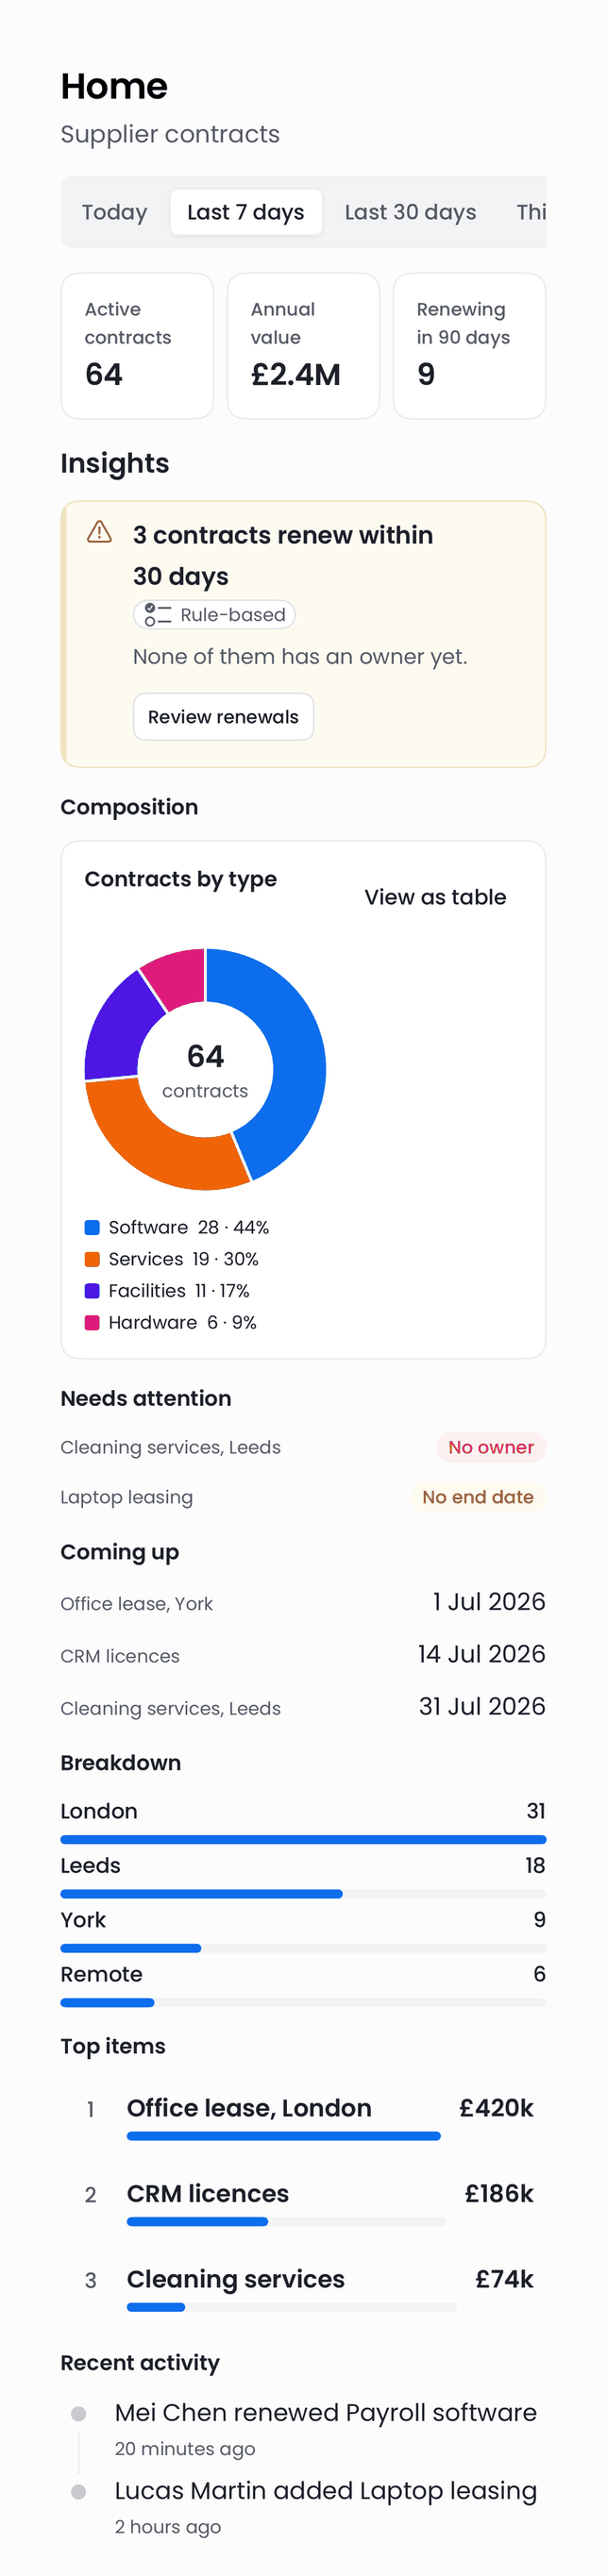 Home
Supplier contracts
Today Last 7 days Last 30 days Thi
Active contracts
64
Annual value
£2.4M
Renewing in 90 days
9
Insights
3 contracts renew within
30 days
Rule-based
None of them has an owner yet.
Review renewals
Composition
Contracts by type
View as table
64
contracts
Software 28 · 44%
Services 19 · 30%
Facilities 11 · 17%
Hardware 6 · 9%
Needs attention
Cleaning services, Leeds No owner
Laptop leasing No end date
Coming up
Office lease, York 1 Jul 2026
CRM licences 14 Jul 2026
Cleaning services, Leeds 31 Jul 2026
Breakdown
London 31
Leeds 18
York 9
Remote 6
Top items
1 Office lease, London £420k
2 CRM licences £186k
3 Cleaning services £74k
Recent activity
Mei Chen renewed Payroll software
20 minutes ago
Lucas Martin added Laptop leasing
2 hours ago